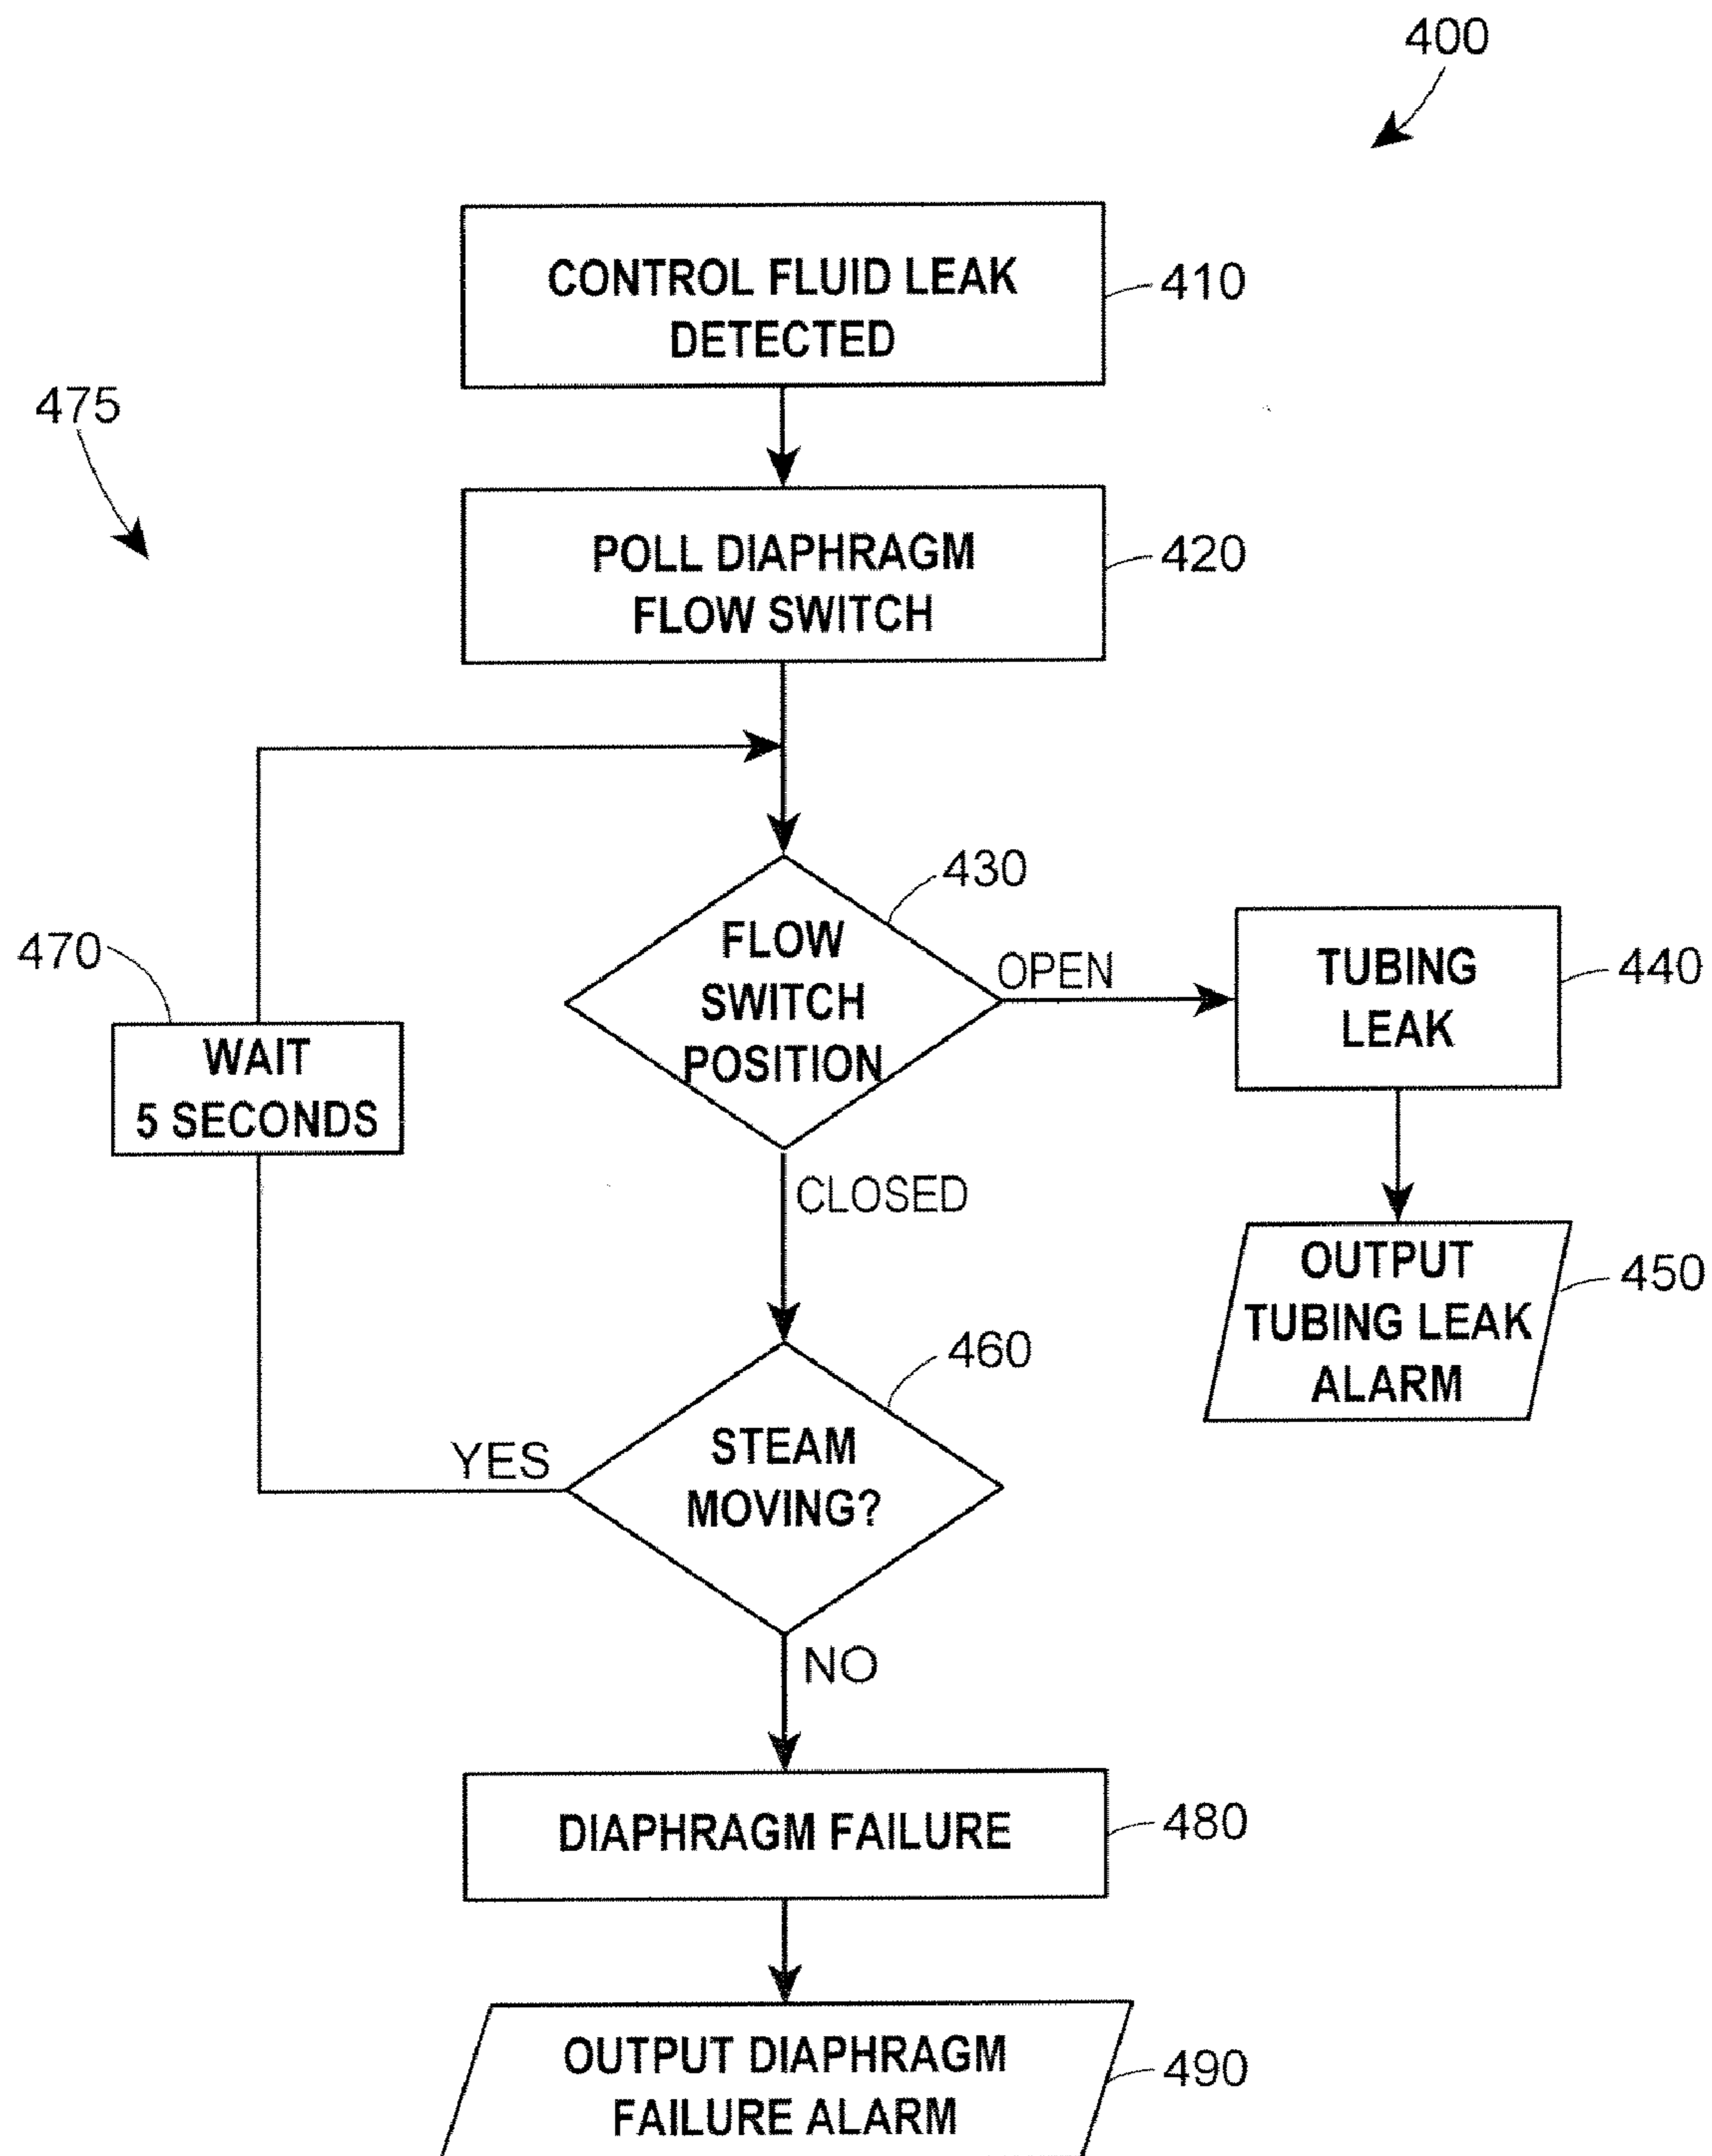 400
CONTROL FLUID LEAK
DETECTED
410
475
POLL DIAPHRAGM
FLOW SWITCH
420
430
FLOW
SWITCH
POSITION
OPEN
TUBING
LEAK
440
470
WAIT
5 SECONDS
CLOSED
OUTPUT
TUBING LEAK
ALARM
450
460
STEAM
MOVING?
YES
NO
DIAPHRAGM FAILURE
480
OUTPUT DIAPHRAGM
FAILURE ALARM
490